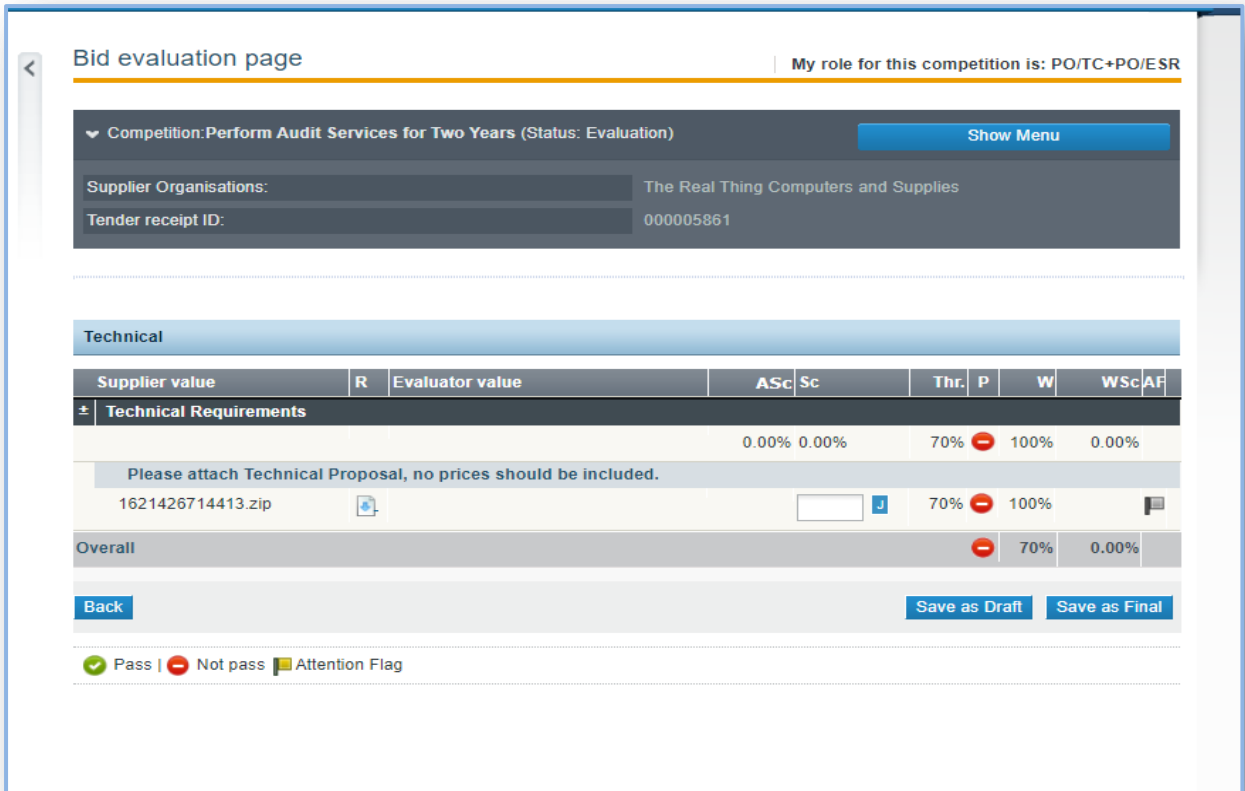 Bid evaluation page
My role for this competition is: PO/TC+PO/ESR
Competition:Perform Audit Services for Two Years (Status: Evaluation)
Show Menu
Supplier Organisations: The Real Thing Computers and Supplies
Tender receipt ID: 000005861
Technical
Supplier value R Evaluator value ASc Sc Thr. P W WSc AF
± Technical Requirements
0.00% 0.00% 70% 100% 0.00%
Please attach Technical Proposal, no prices should be included.
1621426714413.zip J 70% 100%
Overall 70% 0.00%
Back Save as Draft Save as Final
Pass | Not pass Attention Flag